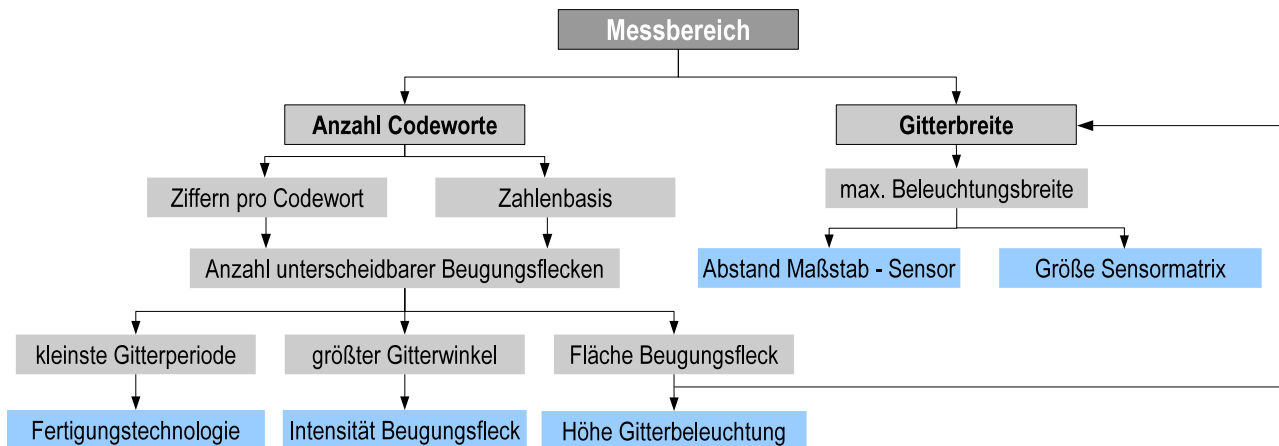 Messbereich
Anzahl Codeworte
Gitterbreite
Ziffern pro Codewort
Zahlenbasis
max. Beleuchtungsbreite
Anzahl unterscheidbarer Beugungsflecken
Abstand Maßstab - Sensor
Größe Sensormatrix
kleinste Gitterperiode
größter Gitterwinkel
Fläche Beugungsfleck
Fertigungstechnologie
Intensität Beugungsfleck
Höhe Gitterbeleuchtung